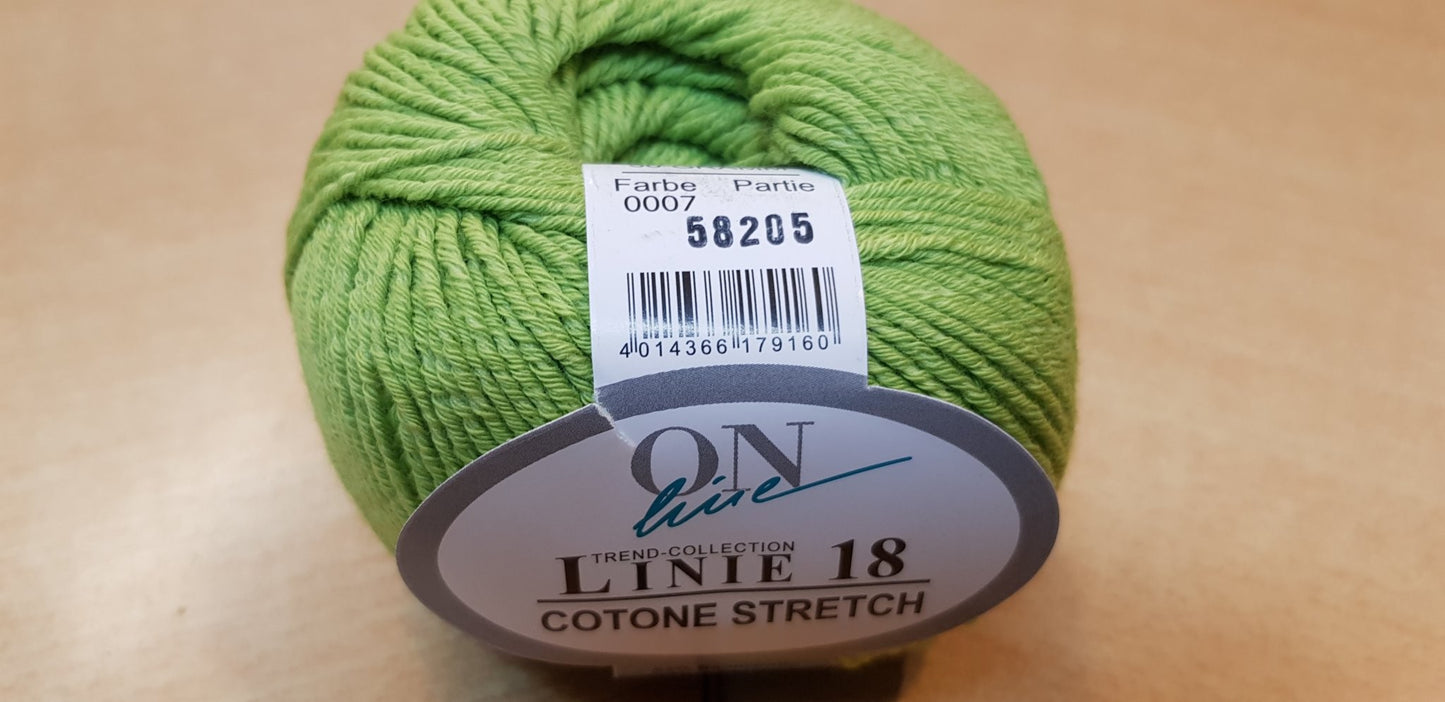 Farbe Partie
0007
58205
4 014366 179160
ON
line
TREND-COLLECTION
LINIE 18
COTONE STRETCH